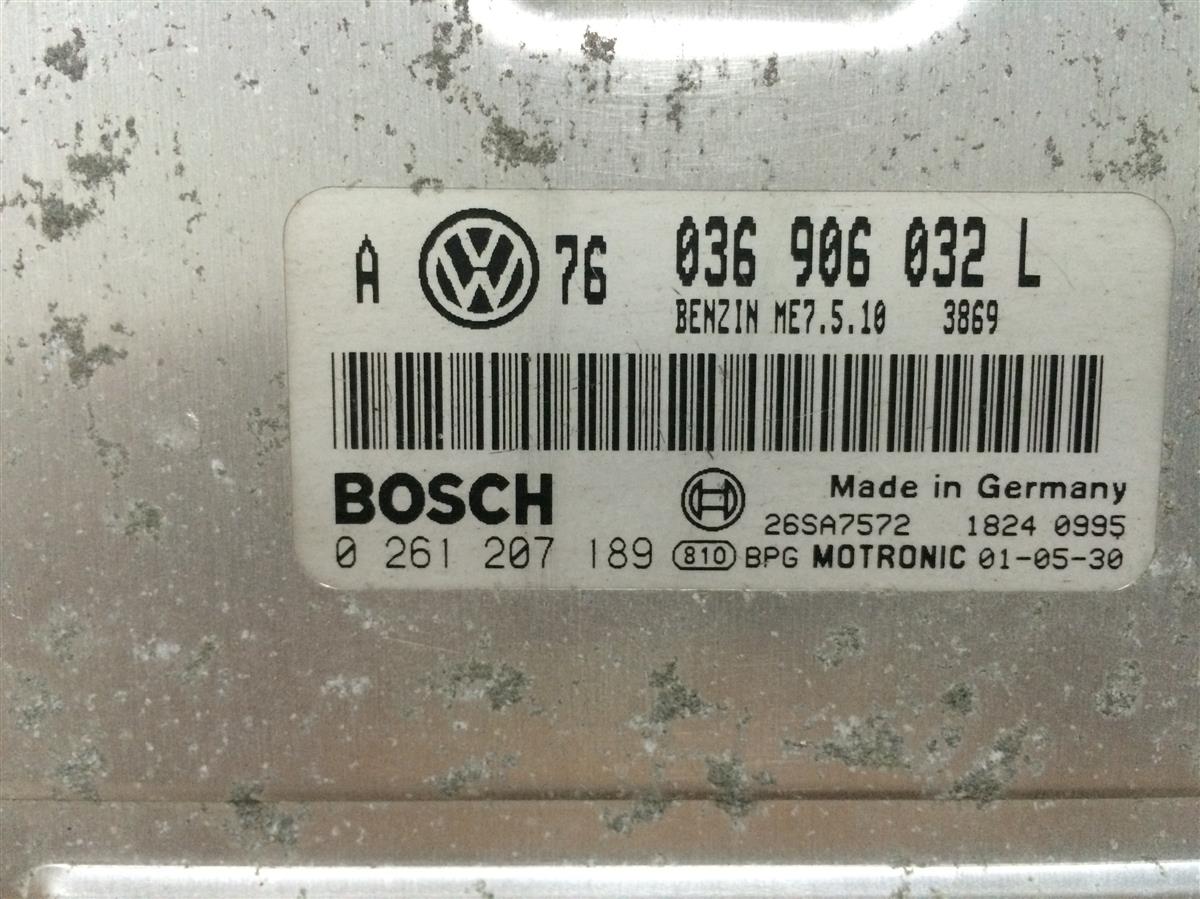 A VW 76 036 906 032 L
BENZIN ME7.5.10 3869
BOSCH
Made in Germany
26SA7572 1824 0995
0 261 207 189 810 BPG MOTRONIC 01-05-30